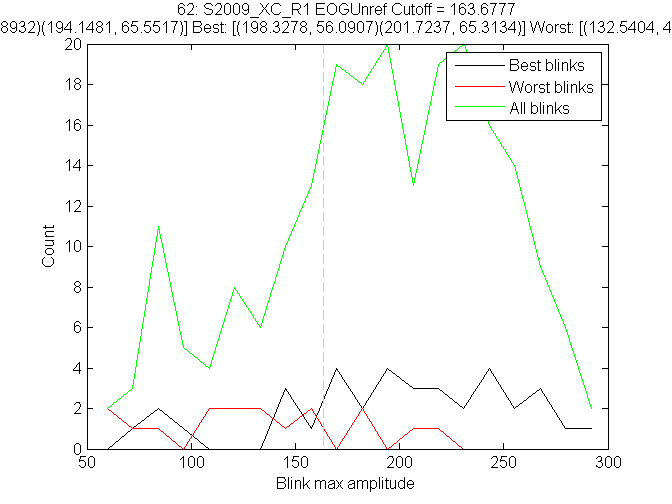 62: S2009_XC_R1 EOGUnref Cutoff = 163.6777
8932)(194.1481, 65.5517)] Best: [(198.3278, 56.0907)(201.7237, 65.3134)] Worst: [(132.5404, 4
Best blinks
Worst blinks
All blinks
20
18
16
14
12
10
8
6
4
2
0
Count
50
100
150
200
250
300
Blink max amplitude